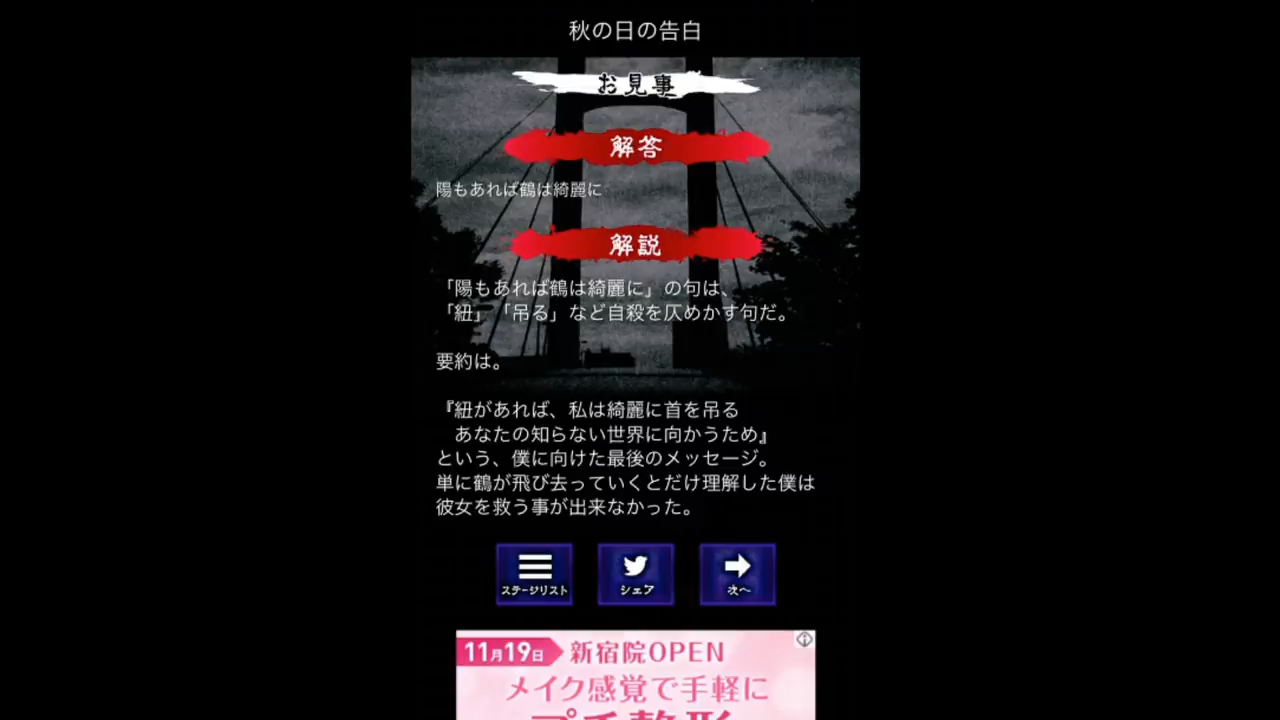 秋の日の告白
お見事
解答
陽もあれば鶴は綺麗に
解説
「陽もあれば鶴は綺麗に」の句は、
「紐」「吊る」など自殺を仄めかす句だ。
要約は。
『紐があれば、私は綺麗に首を吊る
あなたの知らない世界に向かうため』
という、僕に向けた最後のメッセージ。
単に鶴が飛び去っていくとだけ理解した僕は
彼女を救う事が出来なかった。
ステージリスト
シェア
次へ
11月19日 新宿院OPEN
メイク感覚で手軽に
プチ整形